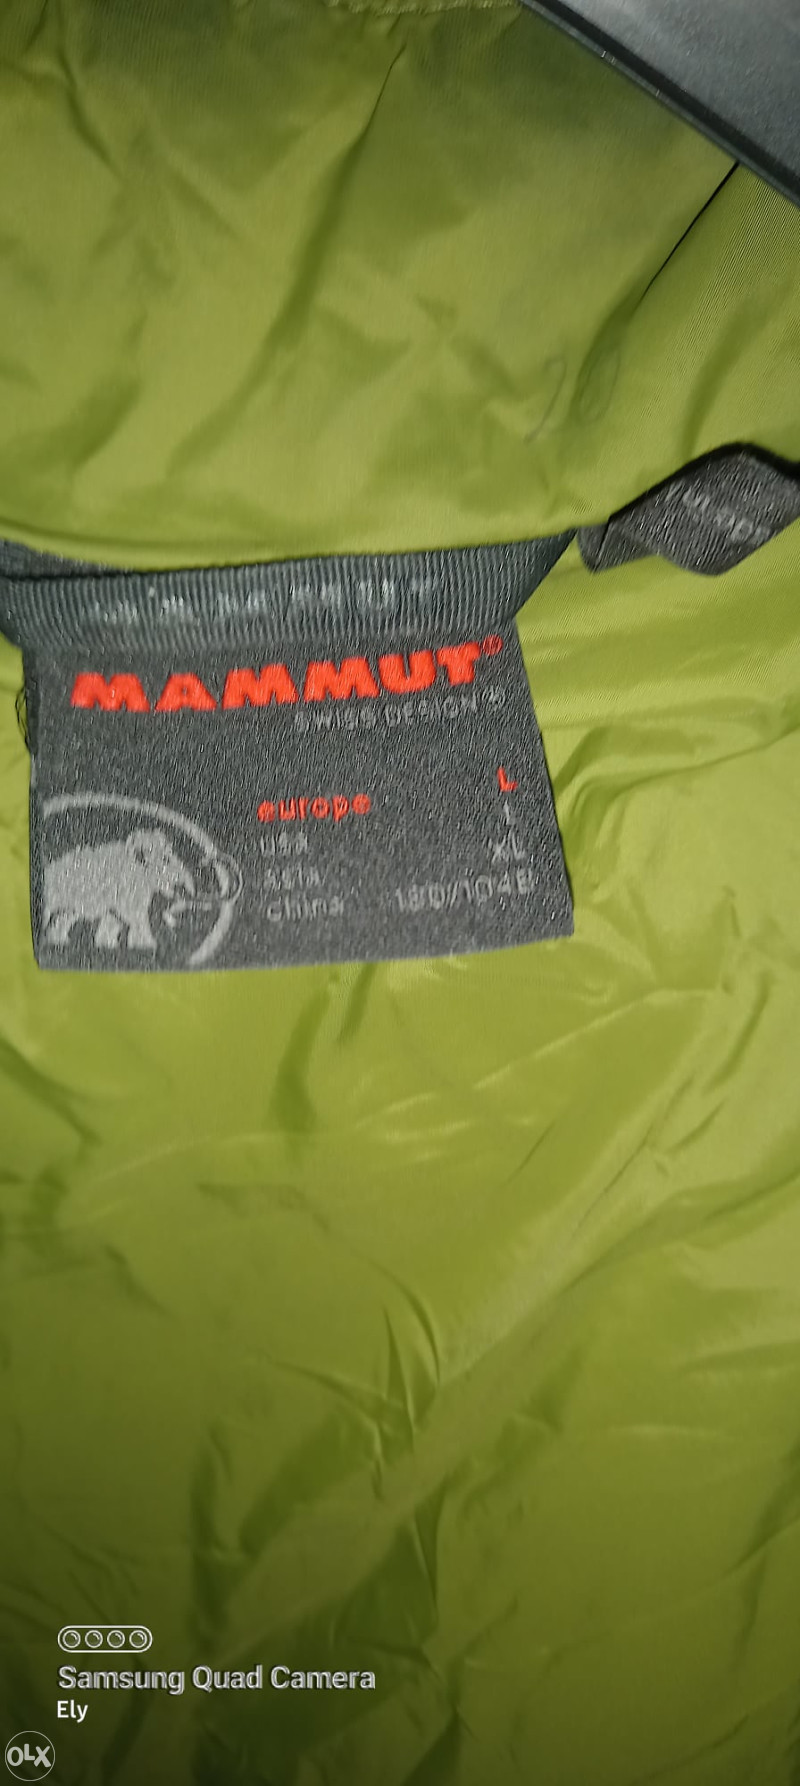 MAMMUT®
SWISS DESIGN
europe L
usa L
asia XL
china 180/104B
Samsung Quad Camera
Ely
OLX